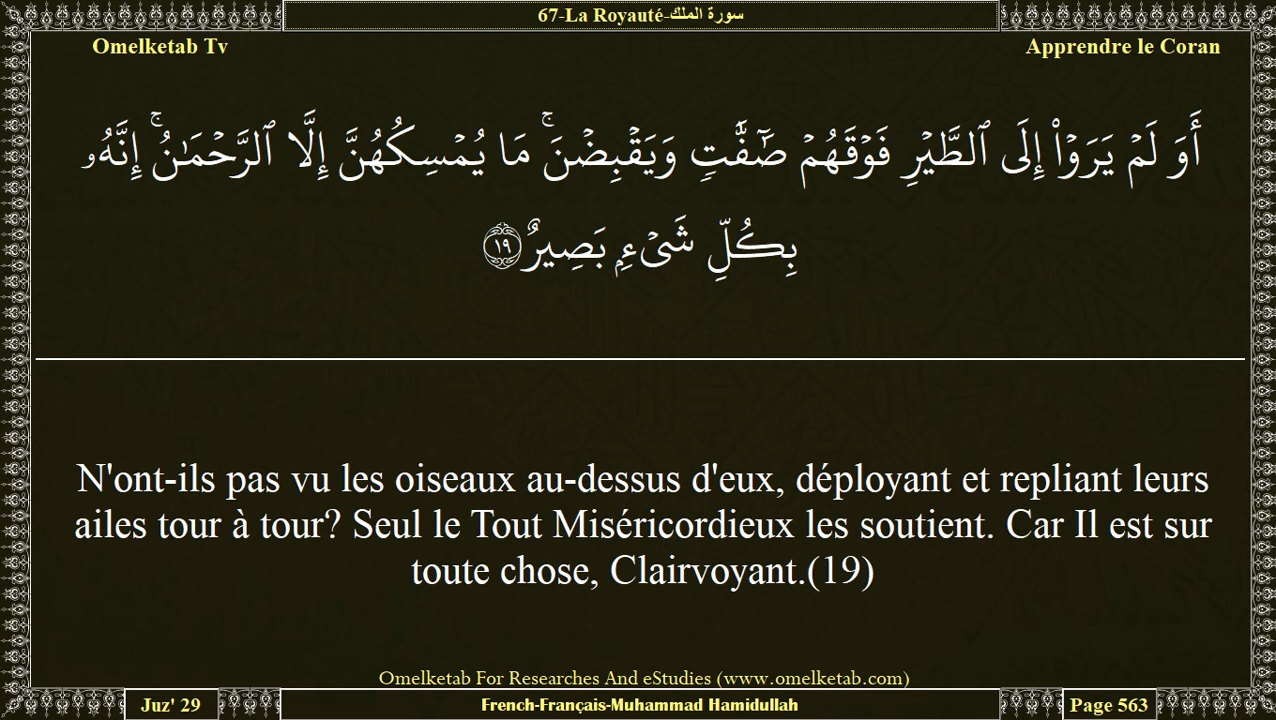 67-La Royauté-سورة الملك
Omelketab Tv
Apprendre le Coran
أَوَ لَمۡ يَرَوۡاْ إِلَى ٱلطَّيۡرِ فَوۡقَهُمۡ صَٰٓفَّٰتٖ وَيَقۡبِضۡنَۚ مَا يُمۡسِكُهُنَّ إِلَّا ٱلرَّحۡمَٰنُۚ إِنَّهُۥ
بِكُلِّ شَيۡءِۭ بَصِيرٌ ١٩
N'ont-ils pas vu les oiseaux au-dessus d'eux, déployant et repliant leurs
ailes tour à tour? Seul le Tout Miséricordieux les soutient. Car Il est sur
toute chose, Clairvoyant.(19)
Omelketab For Researches And eStudies (www.omelketab.com)
Juz' 29
French-Français-Muhammad Hamidullah
Page 563